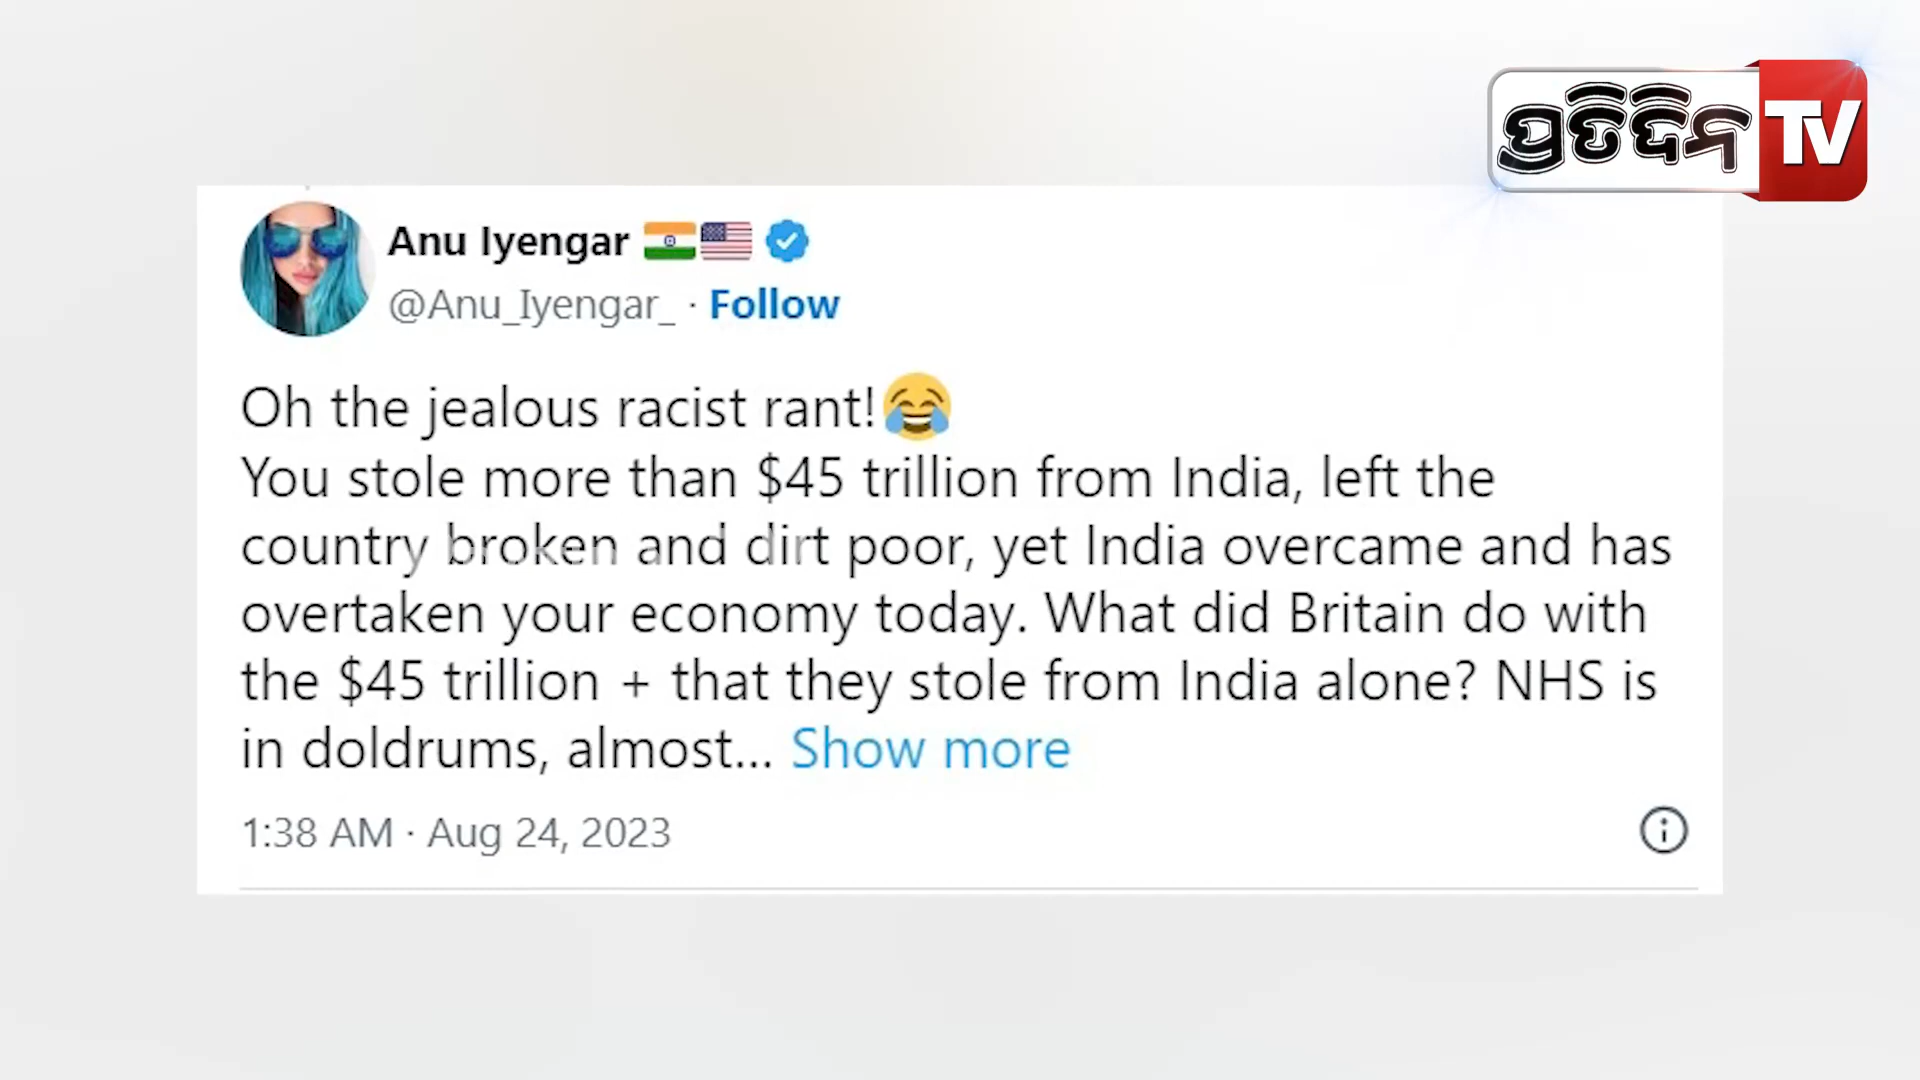 ପ୍ରତିଦିନ TV
Anu Iyengar 🇮🇳🇺🇸
@Anu_Iyengar_ · Follow
Oh the jealous racist rant!😂
You stole more than $45 trillion from India, left the
country broken and dirt poor, yet India overcame and has
overtaken your economy today. What did Britain do with
the $45 trillion + that they stole from India alone? NHS is
in doldrums, almost... Show more
1:38 AM · Aug 24, 2023